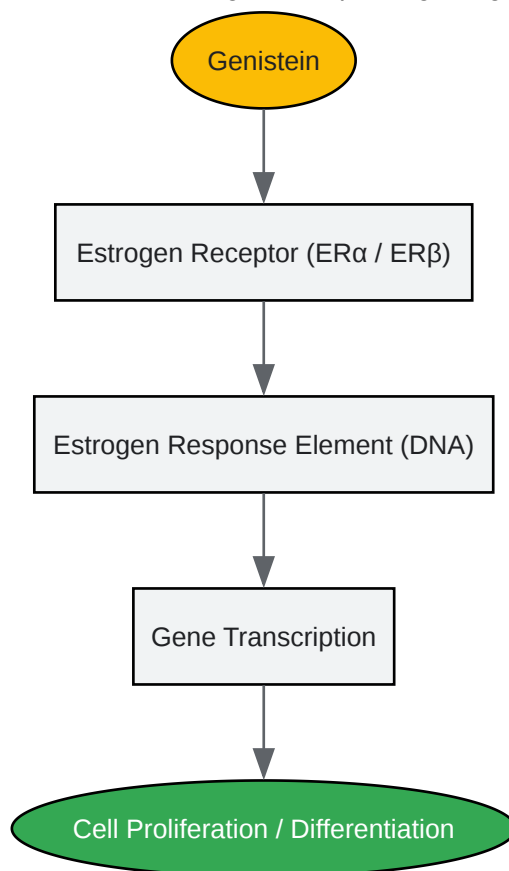 Genistein
Estrogen Receptor (ERα / ERβ)
Estrogen Response Element (DNA)
Gene Transcription
Cell Proliferation / Differentiation